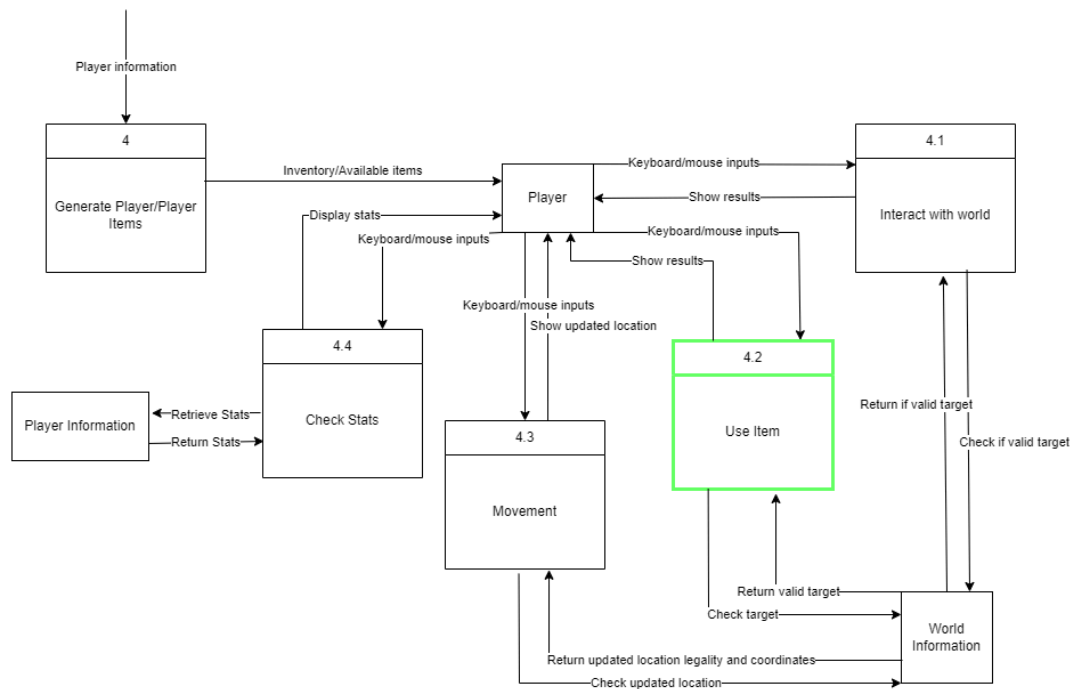 Player information
4
Generate Player/Player
Items
Inventory/Available items
Player
Keyboard/mouse inputs
Show results
4.1
Interact with world
Display stats
Keyboard/mouse inputs
Keyboard/mouse inputs
Show results
Keyboard/mouse inputs
Show updated location
4.4
Check Stats
Player Information
Retrieve Stats
Return Stats
4.3
Movement
4.2
Use Item
Return if valid target
Check if valid target
Return valid target
Check target
World
Information
Return updated location legality and coordinates
Check updated location